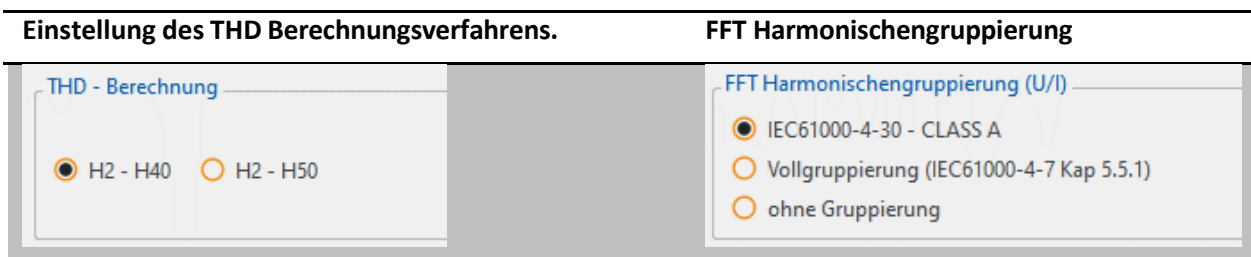 Einstellung des THD Berechnungsverfahrens.
FFT Harmonischengruppierung
THD - Berechnung
H2 - H40
H2 - H50
FFT Harmonischengruppierung (U/I)
IEC61000-4-30 - CLASS A
Vollgruppierung (IEC61000-4-7 Kap 5.5.1)
ohne Gruppierung